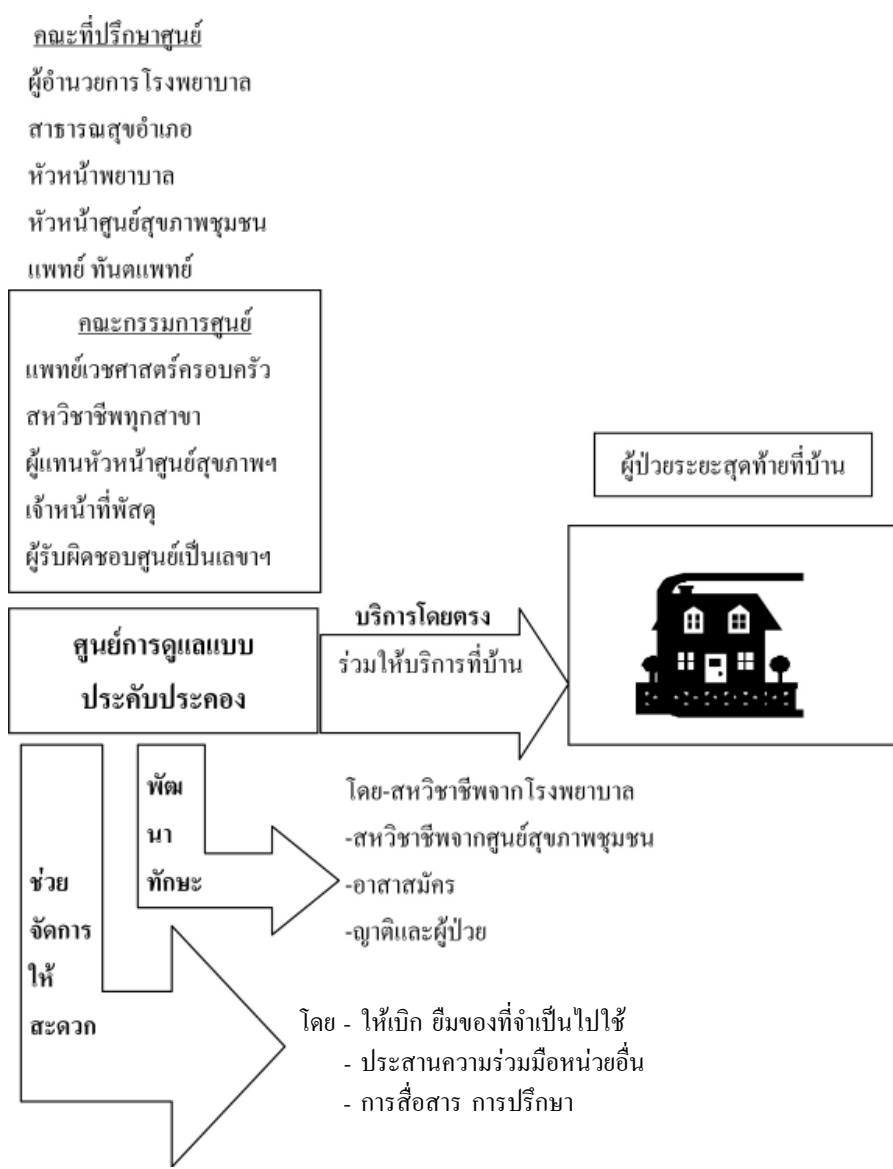 คณะที่ปรึกษาศูนย์
ผู้อำนวยการโรงพยาบาล
สาธารณสุขอำเภอ
หัวหน้าพยาบาล
หัวหน้าศูนย์สุขภาพชุมชน
แพทย์ ทันตแพทย์
คณะกรรมการศูนย์
แพทย์เวชศาสตร์ครอบครัว
สหวิชาชีพทุกสาขา
ผู้แทนหัวหน้าศูนย์สุขภาพฯ
เจ้าหน้าที่พัสดุ
ผู้รับผิดชอบศูนย์เป็นเลขาฯ
ผู้ป่วยระยะสุดท้ายที่บ้าน
ศูนย์การดูแลแบบ
ประคับประคอง
บริการโดยตรง
ร่วมให้บริการที่บ้าน
พัฒ
นา
ทักษะ
โดย-สหวิชาชีพจากโรงพยาบาล
-สหวิชาชีพจากศูนย์สุขภาพชุมชน
-อาสาสมัคร
-ญาติและผู้ป่วย
ช่วย
จัดการ
ให้
สะดวก
โดย - ให้เบิก ยืมของที่จำเป็นไปใช้
- ประสานความร่วมมือหน่วยอื่น
- การสื่อสาร การปรึกษา